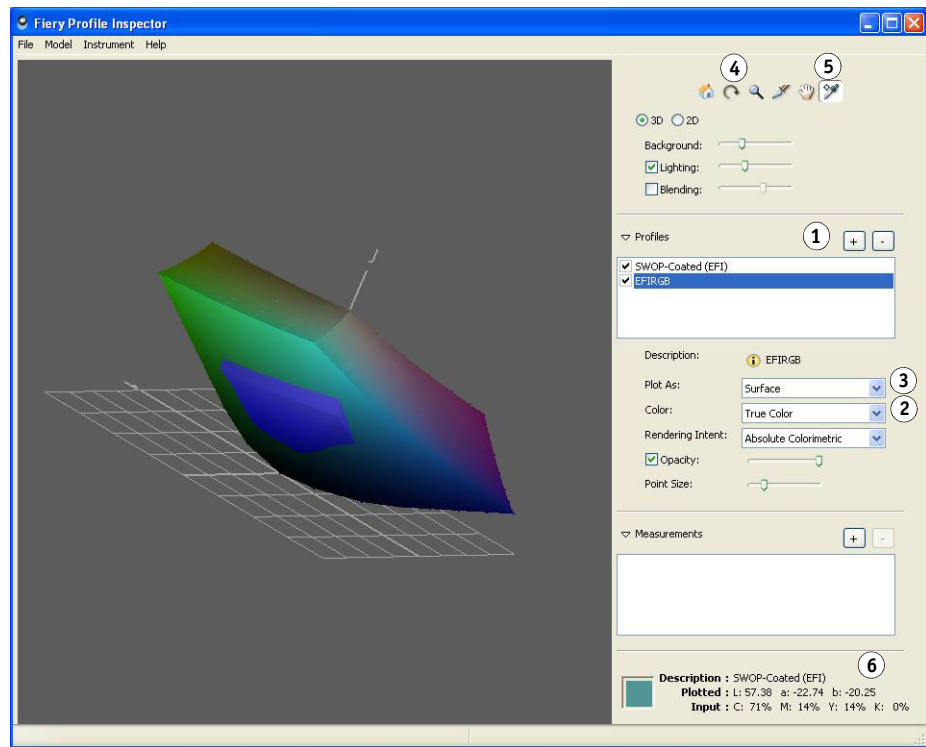 Fiery Profile Inspector
File Model Instrument Help
4 5
3D 2D
Background:
Lighting:
Blending:
Profiles 1 + -
SWOP-Coated (EFI)
EFIRGB
Description: EFIRGB
Plot As: Surface 3
Color: True Color 2
Rendering Intent: Absolute Colorimetric
Opacity:
Point Size:
Measurements + -
6
Description : SWOP-Coated (EFI)
Plotted : L: 57.38 a: -22.74 b: -20.25
Input : C: 71% M: 14% Y: 14% K: 0%